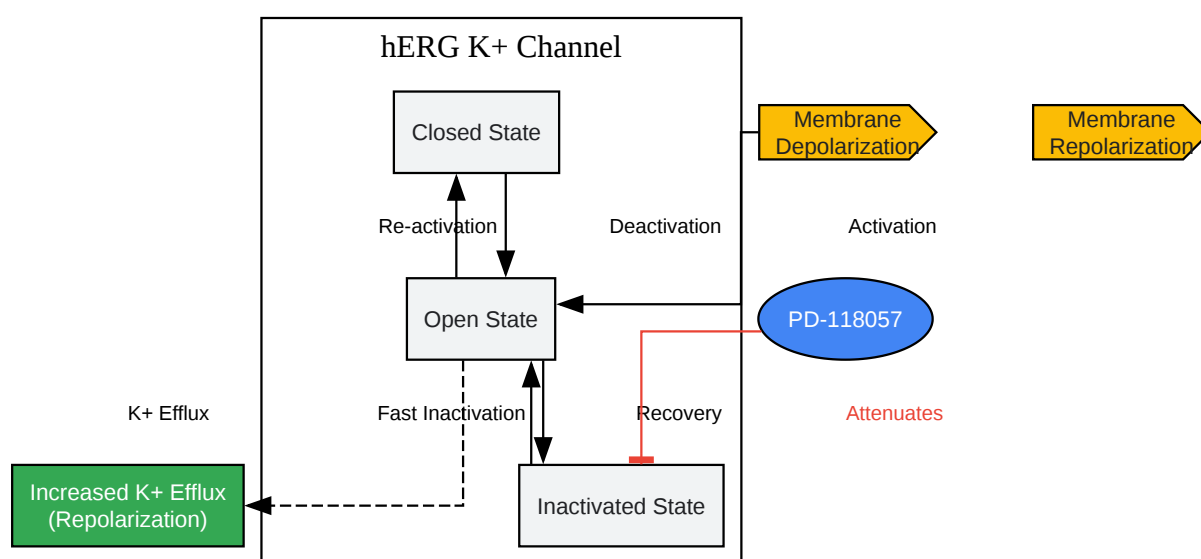 hERG K+ Channel
Closed State
Membrane
Depolarization
Membrane
Repolarization
Re-activation
Deactivation
Activation
Open State
PD-118057
K+ Efflux
Fast Inactivation
Recovery
Attenuates
Increased K+ Efflux
(Repolarization)
Inactivated State